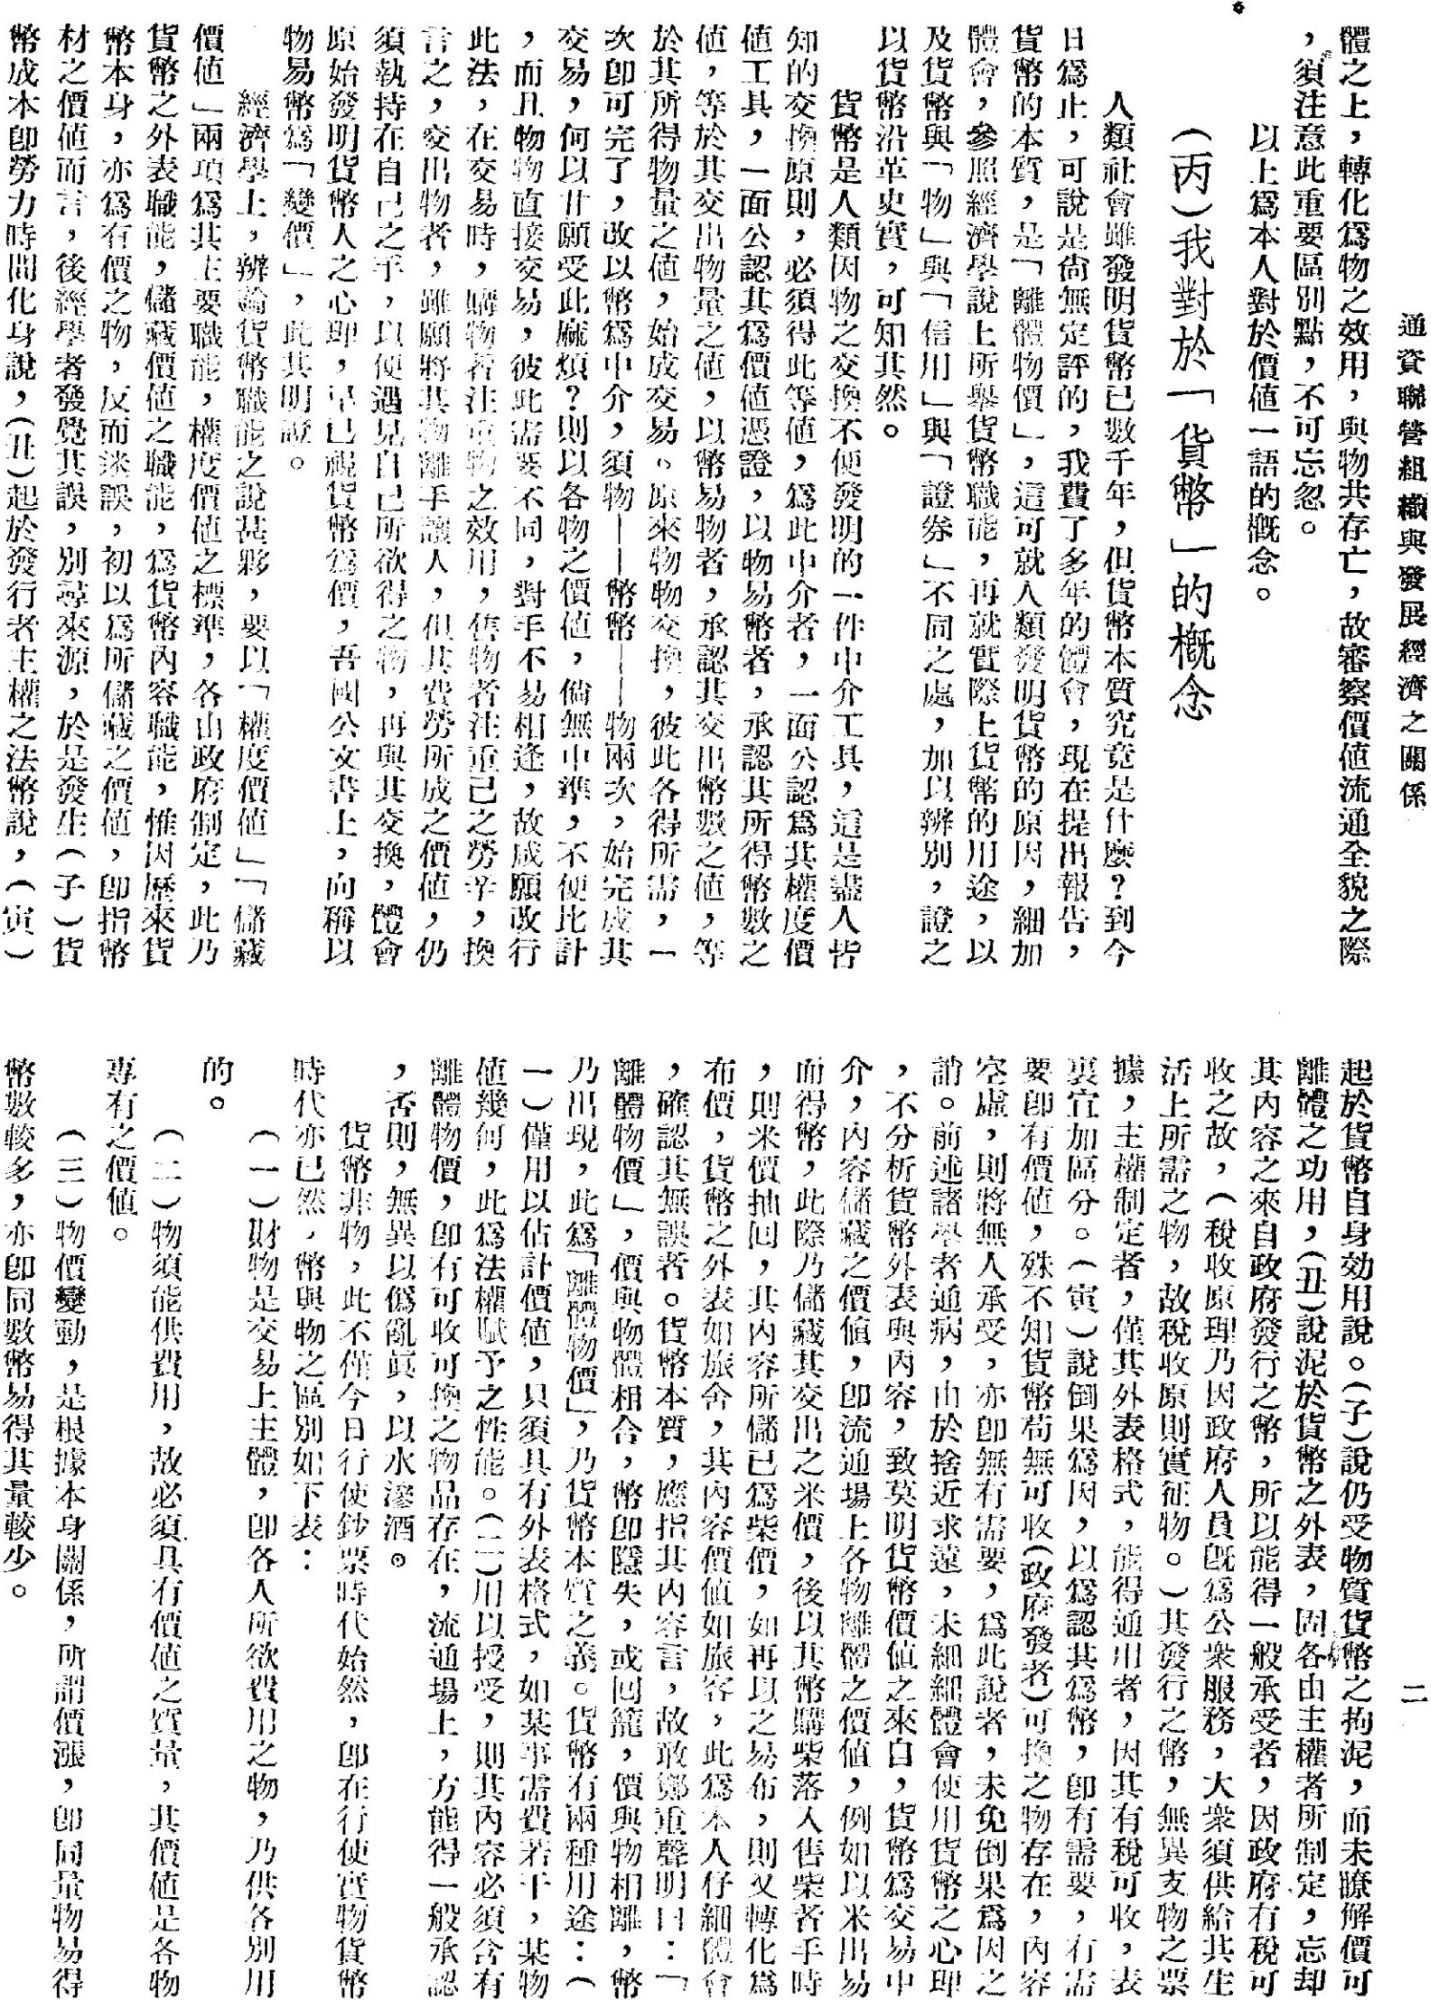 通資聯營組織與發展經濟之關係
二
體之上，轉化爲物之效用，與物共存亡，故審察價値流通全貌之際
，須注意此重要區別點，不可忘忽。
以上爲本人對於價値一語的槪念。
（丙）我對於「貨幣」的槪念
人類社會雖發明貨幣已數千年，但貨幣本質究竟是什麼？到今
日爲止，可說是尙無定評的，我費了多年的體會，現在提出報告，
貨幣的本質，是「離體物價」，這可就人類發明貨幣的原因，細加
體會，參照經濟學說上所舉貨幣職能，再就實際上貨幣的用途，以
及貨幣與「物」與「信用」與「證券」不同之處，加以辨別，證之
以貨幣沿革史實，可知其然。
貨幣是人類因物之交換不便發明的一件中介工具，這是盡人皆
知的交換原則，必須得此等値，爲此中介者，一面公認爲其權度價
値工具，一面公認其爲價値憑證，以物易幣者，承認其所得幣數之
値，等於其交出物量之値，以幣易物者，承認其交出幣數之値，等
於其所得物量之値，始成交易。原來物物交換，彼此各得所需，一
次卽可完了，改以幣爲中介，須物——幣幣——物兩次，始完成其
交易，何以甘願受此麻煩？則以各物之價値，倘無中準，不便比計
，而且物物直接交易，彼此需要不同，對手不易相逢，故咸願改行
此法，在交易時，購物者注重物之效用，售物者注重己之勞辛，換
言之，交出物者，雖願將其物離手讓人，但其費勞所成之價値，仍
須執持在自己之手，以便遇見自己所欲得之物，再與其交換，體會
原始發明貨幣人之心理，早已視貨幣爲價，吾國公文書上，向稱以
物易幣爲「變價」，此其明證。
經濟學上，辨論貨幣職能之說甚夥，要以「權度價値」「儲藏
價値」兩項爲其主要職能，權度價値之標準，各由政府制定，此乃
貨幣之外表職能，儲藏價値之職能，爲貨幣內容職能，惟因歷來貨
幣本身，亦爲有價之物，反而迷誤，初以爲所儲藏之價値，卽指幣
材之價値而言，後經學者發覺其誤，別尋來源，於是發生（子）貨
幣成本卽勞力時間化身說，（丑）起於發行者主權之法幣說，（寅）
起於貨幣自身效用說。（子）說仍受物質貨幣之拘泥，而未瞭解價可
離體之功用，（丑）說泥於貨幣之外表，固各由主權者所制定，忘却
其內容之來自政府發行之幣，所以能得一般承受者，因政府有稅可
收之故，（稅收原理乃因政府人員旣爲公衆服務，大衆須供給其生
活上所需之物，故稅收原則實征物。）其發行之幣，無異支物之票
據，主權制定者，僅其外表格式，能得通用者，因其有稅可收，表
裏宜加區分。（寅）說倒果爲因，以爲認其爲幣，卽有需要，有需
要卽有價値，殊不知貨幣苟無可收（政府發者）可換之物存在，內容
空虛，則將無人承受，亦卽無有需要，爲此說者，未免倒果爲因之
誚。前述諸學者通病，由於捨近求遠，未細細體會使用貨幣之心理
，不分析貨幣外表與內容，致莫明貨幣價値之來自，貨幣爲交易中
介，內容儲藏之價値，卽流通場上各物離體之價値，例如以米出易
而得幣，此際乃儲藏其交出之米價，後以其幣購柴落入售柴者手時
，則米價抽回，其內容所儲已爲柴價，如再以之易布，則又轉化爲
布價，貨幣之外表如旅舍，其內容價値如旅客，此爲本人仔細體會
，確認其無誤者。貨幣本質，應指其內容言，故敢鄭重聲明曰：「
離體物價」，價與物體相合，幣卽隱失，或回籠，價與物相離，幣
乃出現，此爲「離體物價」，乃貨幣本質之義。貨幣有兩種用途：（
一）僅用以估計價値，只須具有外表格式，如某事需費若干，某物
値幾何，此爲法權賦予之性能。（二）用以授受，則其內容必須含有
離體物價，卽有可收可換之物品存在，流通場上，方能得一般承認
，否則，無異以僞亂眞，以水滲酒。
貨幣非物，此不僅今日行使鈔票時代始然，卽在行使實物貨幣
時代亦已然，幣與物之區別如下表：
（一）財物是交易上主體，卽各人所欲費用之物，乃供各別用
的。
（二）物須能供費用，故必須具有價値之質量，其價値是各物
專有之價値。
（三）物價變動，是根據本身關係，所謂價漲，卽同量物易得
幣數較多，亦卽同數幣易得其量較少。